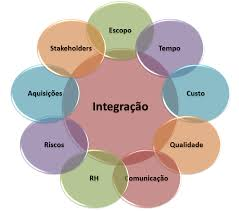 Escopo
Stakeholders
Tempo
Aquisições
Custo
Integração
Riscos
Qualidade
RH
Comunicação